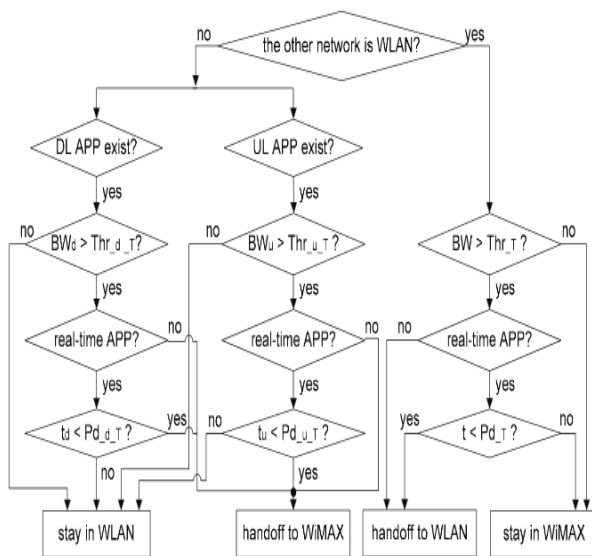 the other network is WLAN?
no
yes
DL APP exist?
UL APP exist?
yes
yes
no
BWd > Thr_d_T?
no
BWu > Thr_u_T?
BW > Thr_T?
no
yes
yes
yes
real-time APP?
no
real-time APP?
no
no
real-time APP?
yes
yes
yes
td < Pd_d_T?
yes
no
tu < Pd_u_T?
yes
t < Pd_T?
no
no
yes
stay in WLAN
handoff to WiMAX
handoff to WLAN
stay in WiMAX